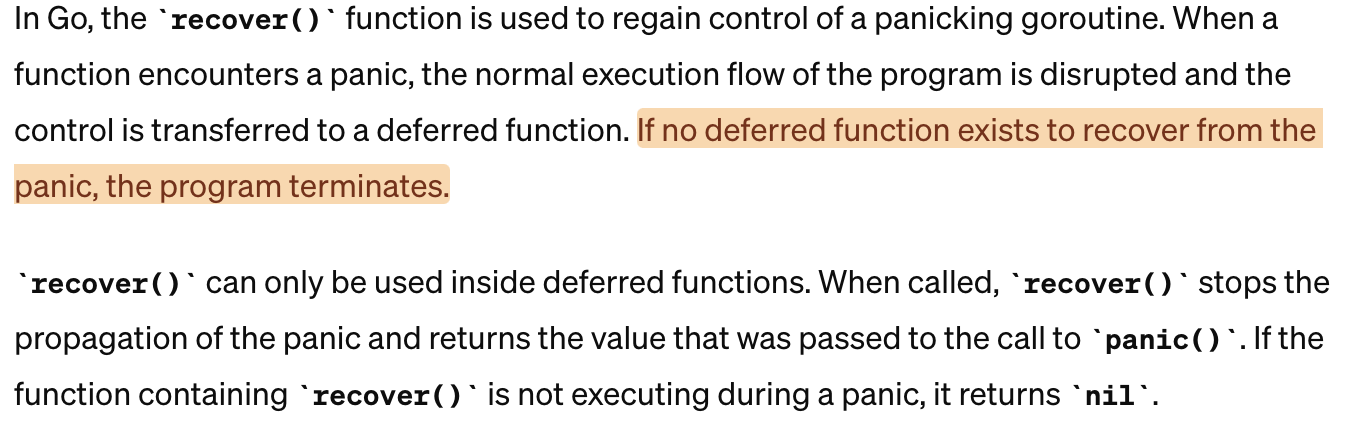 In Go, the `recover()` function is used to regain control of a panicking goroutine. When a
function encounters a panic, the normal execution flow of the program is disrupted and the
control is transferred to a deferred function. If no deferred function exists to recover from the
panic, the program terminates.
`recover()` can only be used inside deferred functions. When called, `recover()` stops the
propagation of the panic and returns the value that was passed to the call to `panic()`. If the
function containing `recover()` is not executing during a panic, it returns `nil`.